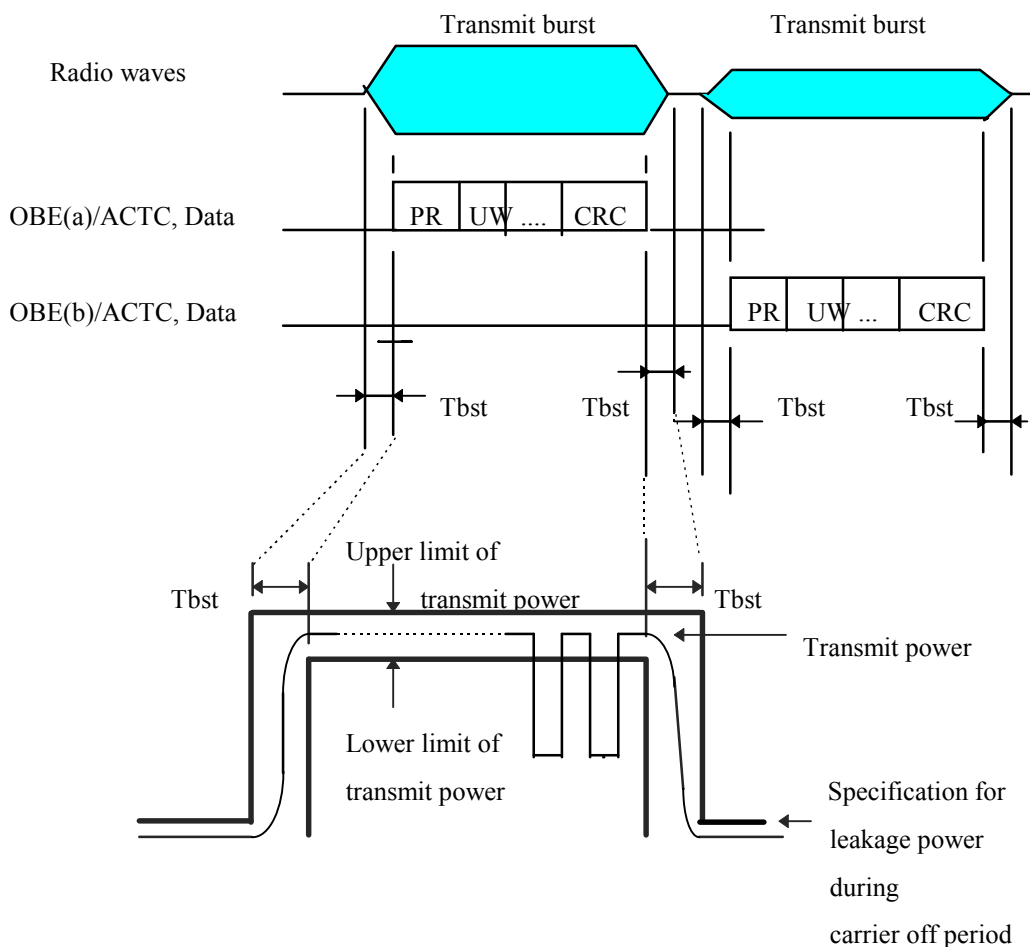 Transmit burst
Transmit burst
Radio waves
OBE(a)/ACTC, Data
PR UW .... CRC
OBE(b)/ACTC, Data
PR UW ... CRC
Tbst
Tbst
Tbst
Tbst
Upper limit of
transmit power
Tbst
Tbst
Transmit power
Lower limit of
transmit power
Specification for
leakage power
during
carrier off period